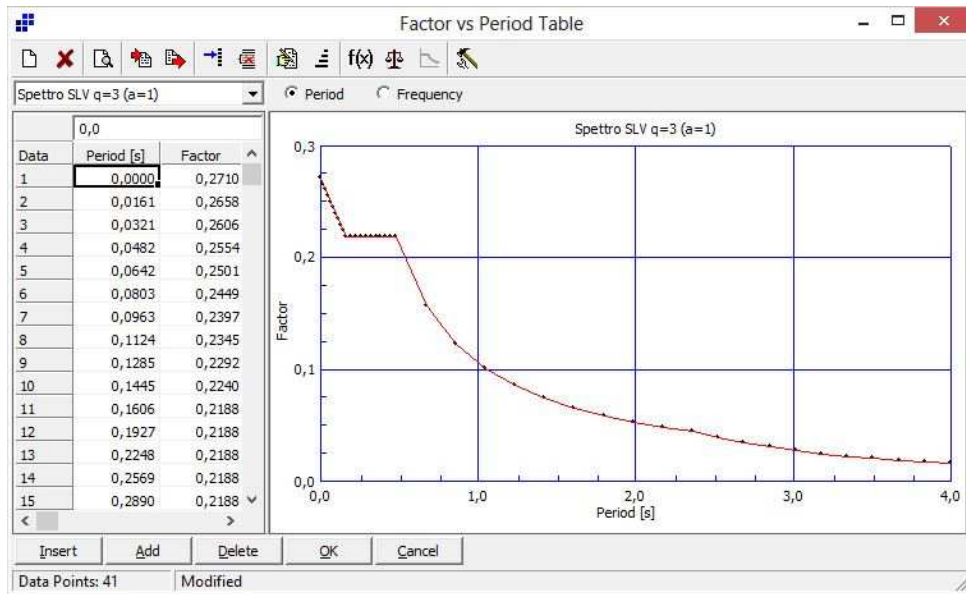 Factor vs Period Table
f(x)
Spettro SLV q=3 (a=1)
Period
Frequency
0,0
Data Period [s] Factor
1 0,0000 0,2710
2 0,0161 0,2658
3 0,0321 0,2606
4 0,0482 0,2554
5 0,0642 0,2501
6 0,0803 0,2449
7 0,0963 0,2397
8 0,1124 0,2345
9 0,1285 0,2292
10 0,1445 0,2240
11 0,1606 0,2188
12 0,1927 0,2188
13 0,2248 0,2188
14 0,2569 0,2188
15 0,2890 0,2188
Spettro SLV q=3 (a=1)
0,3
0,2
0,1
0,0
Factor
0,0 1,0 2,0 3,0 4,0
Period [s]
Insert Add Delete OK Cancel
Data Points: 41 Modified